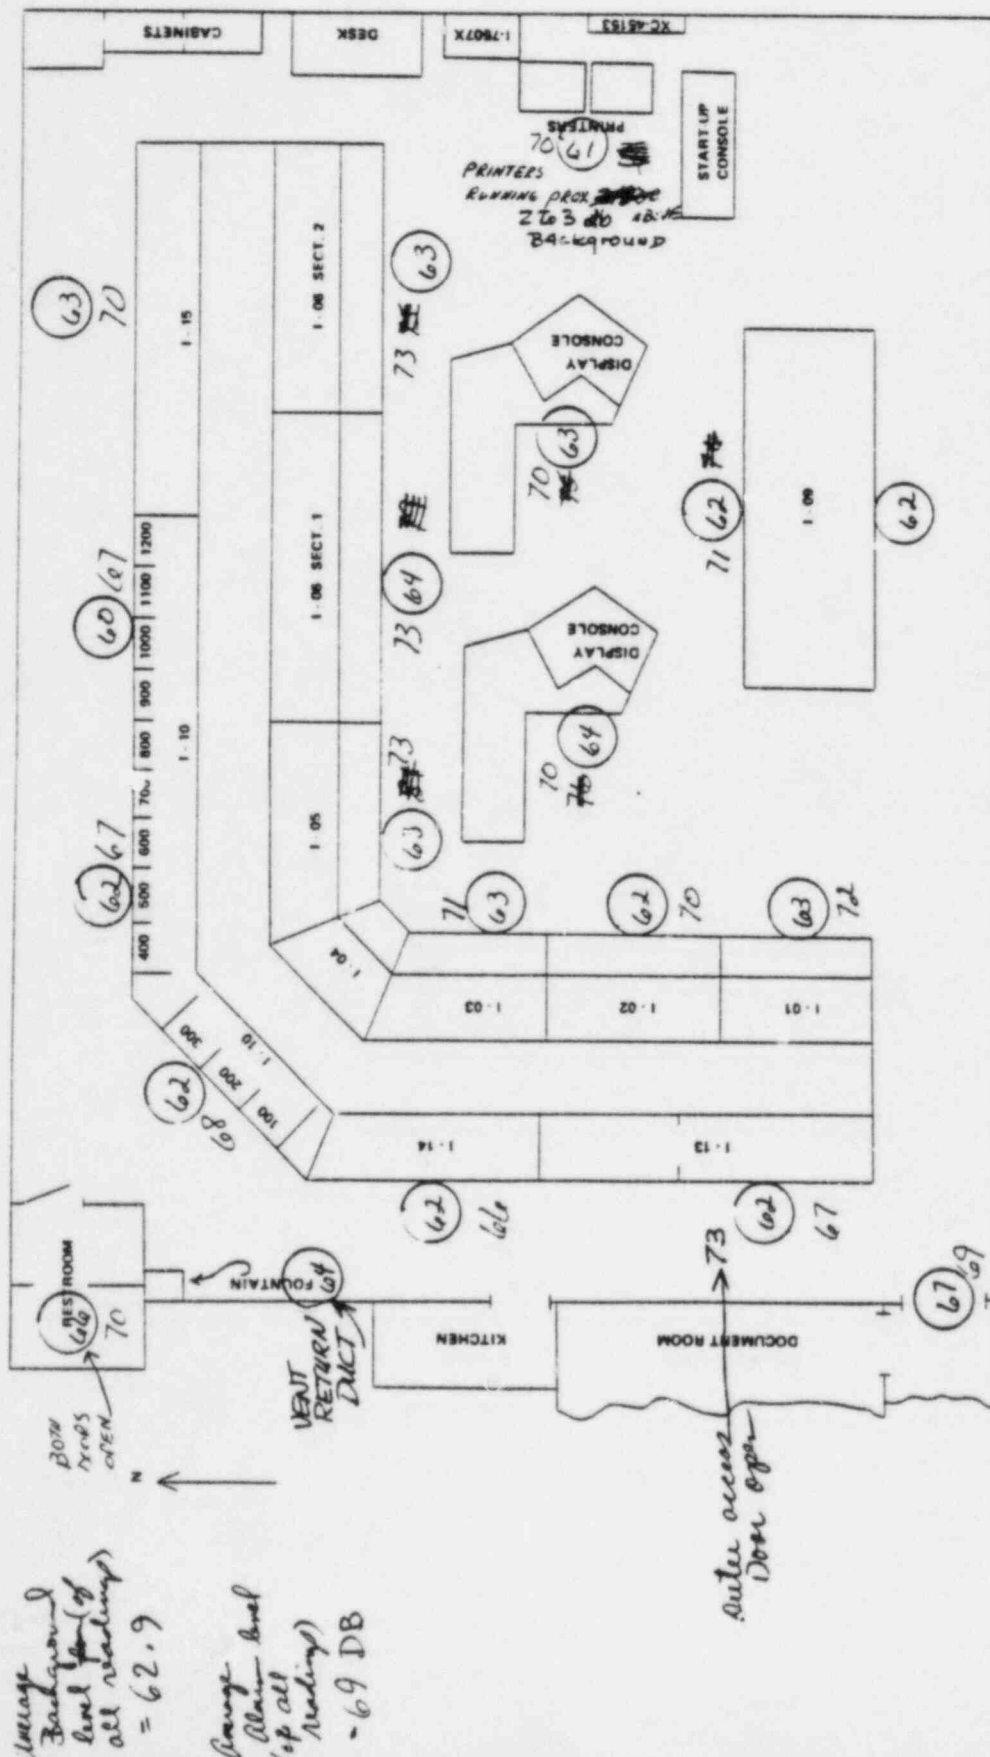 CABINETS
DESK
I-7507X
XC-45153
PRINTERS
START-UP
CONSOLE
70 61
PRINTERS
RUNNING PROX
2 To 3 db ABOVE
BACKGROUND
63
70
I-15
I-06 SECT. 2
63
73
DISPLAY
CONSOLE
70
63
60 67
400 500 600 700 800 900 1000 1100 1200
I-10
I-06 SECT. 1
73 64
71 62
I-09
62
DISPLAY
CONSOLE
70
64
62 67
I-05
63
73
I-04
71
63
62
70
63
72
I-03
I-02
I-01
300
200
100
I-10
62
68
I-14
I-13
62
66
62
67
RESTROOM
66
70
FOUNTAIN
64
VENT
RETURN
DUCT
KITCHEN
DOCUMENT ROOM
73
67 69
BOTH
DOORS
OPEN
N
Outer access
Door open
Average
Background
level (of
all readings)
= 62.9
Average
Alarm level
(of all
readings)
-69 DB